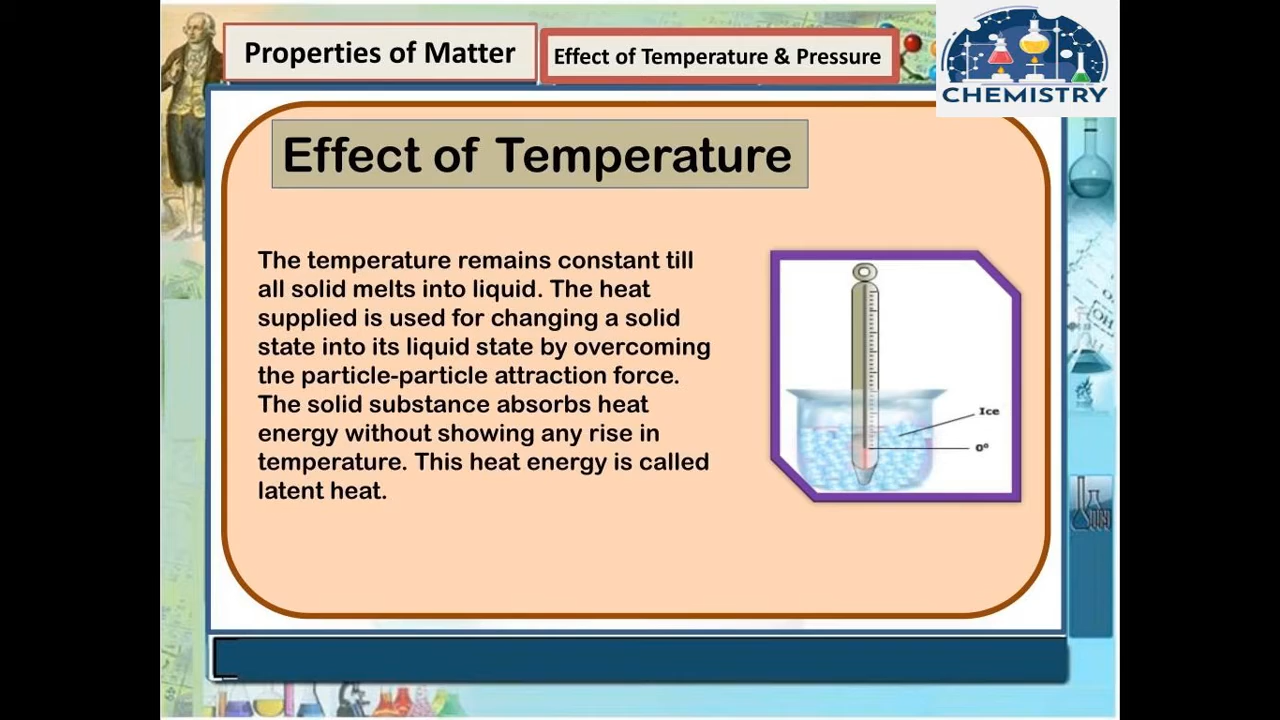 Properties of Matter
Effect of Temperature & Pressure
CHEMISTRY
Effect of Temperature
The temperature remains constant till
all solid melts into liquid. The heat
supplied is used for changing a solid
state into its liquid state by overcoming
the particle-particle attraction force.
The solid substance absorbs heat
energy without showing any rise in
temperature. This heat energy is called
latent heat.
Ice
0°
OH